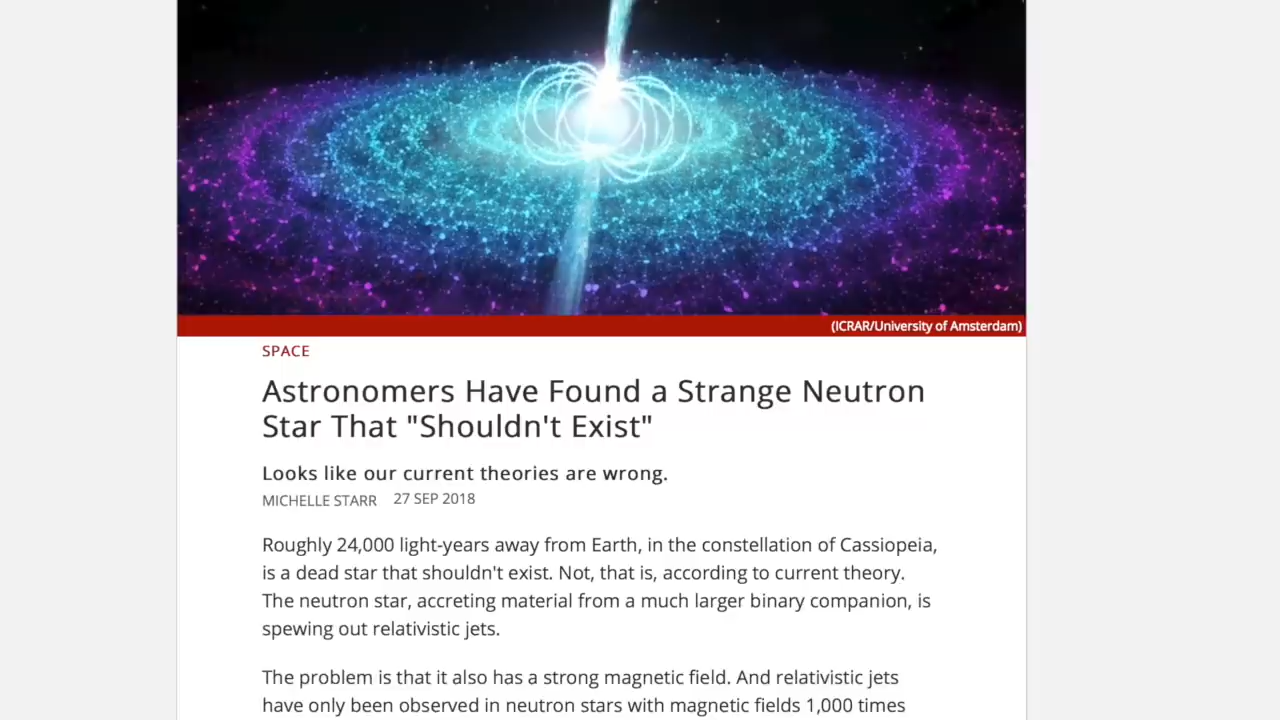 (ICRAR/University of Amsterdam)
SPACE
Astronomers Have Found a Strange Neutron
Star That "Shouldn't Exist"
Looks like our current theories are wrong.
MICHELLE STARR 27 SEP 2018
Roughly 24,000 light-years away from Earth, in the constellation of Cassiopeia,
is a dead star that shouldn't exist. Not, that is, according to current theory.
The neutron star, accreting material from a much larger binary companion, is
spewing out relativistic jets.
The problem is that it also has a strong magnetic field. And relativistic jets
have only been observed in neutron stars with magnetic fields 1,000 times